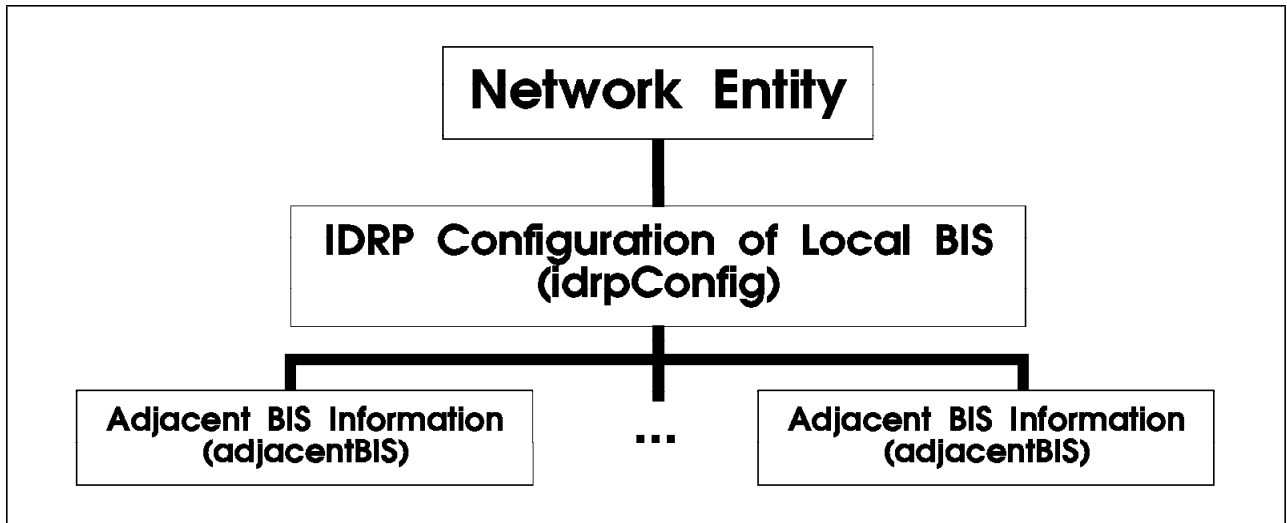 Network Entity
IDRP Configuration of Local BIS
(idrpConfig)
Adjacent BIS Information
(adjacentBIS)
...
Adjacent BIS Information
(adjacentBIS)